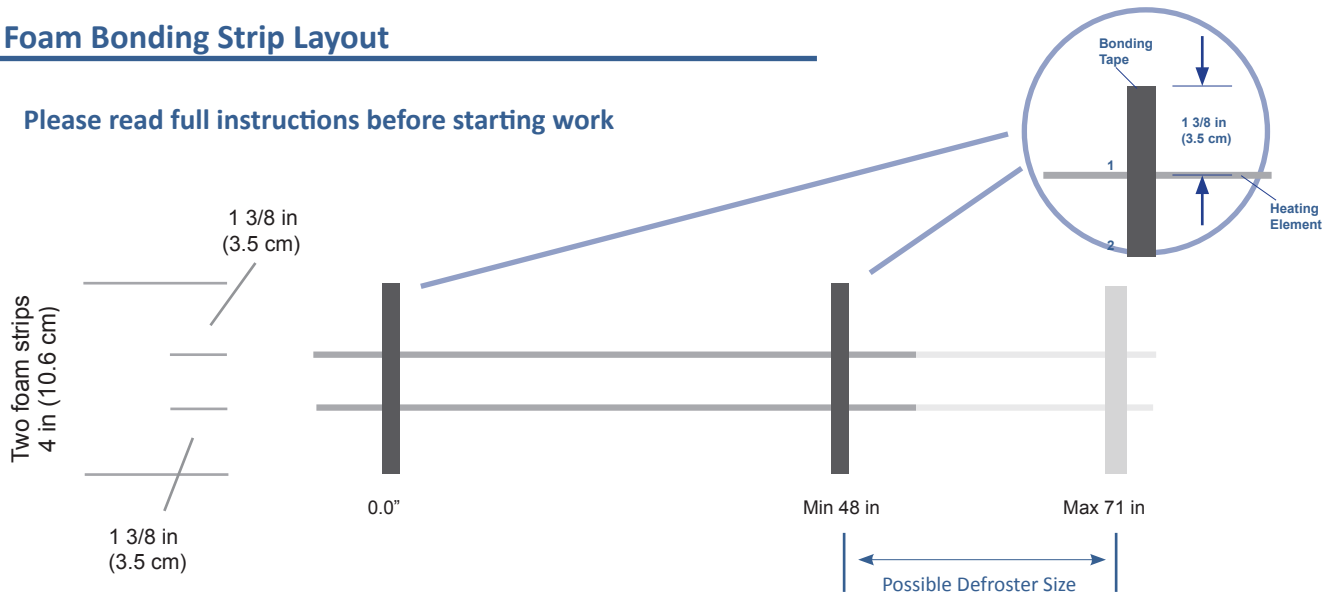 Foam Bonding Strip Layout
Please read full instructions before starting work
Bonding
Tape
1 3/8 in
(3.5 cm)
1
Heating
Element
2
1 3/8 in
(3.5 cm)
Two foam strips
4 in (10.6 cm)
0.0”
Min 48 in
Max 71 in
1 3/8 in
(3.5 cm)
Possible Defroster Size